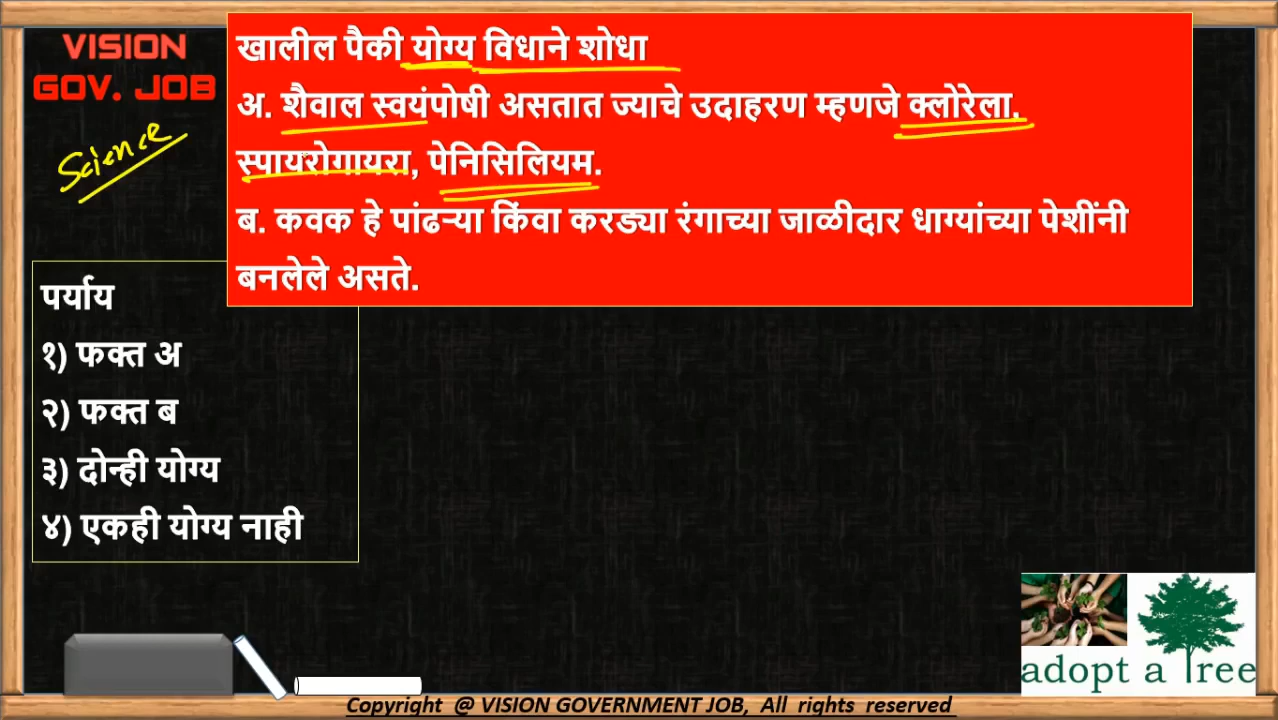 VISION
GOV. JOB
Science
खालील पैकी योग्य विधाने शोधा
अ. शैवाल स्वयंपोषी असतात ज्याचे उदाहरण म्हणजे क्लोरेला.
स्पायरोगायरा, पेनिसिलियम.
ब. कवक हे पांढऱ्या किंवा करड्या रंगाच्या जाळीदार धाग्यांच्या पेशींनी
बनलेले असते.
पर्याय
१) फक्त अ
२) फक्त ब
३) दोन्ही योग्य
४) एकही योग्य नाही
adopt a Tree
Copyright @ VISION GOVERNMENT JOB, All rights reserved